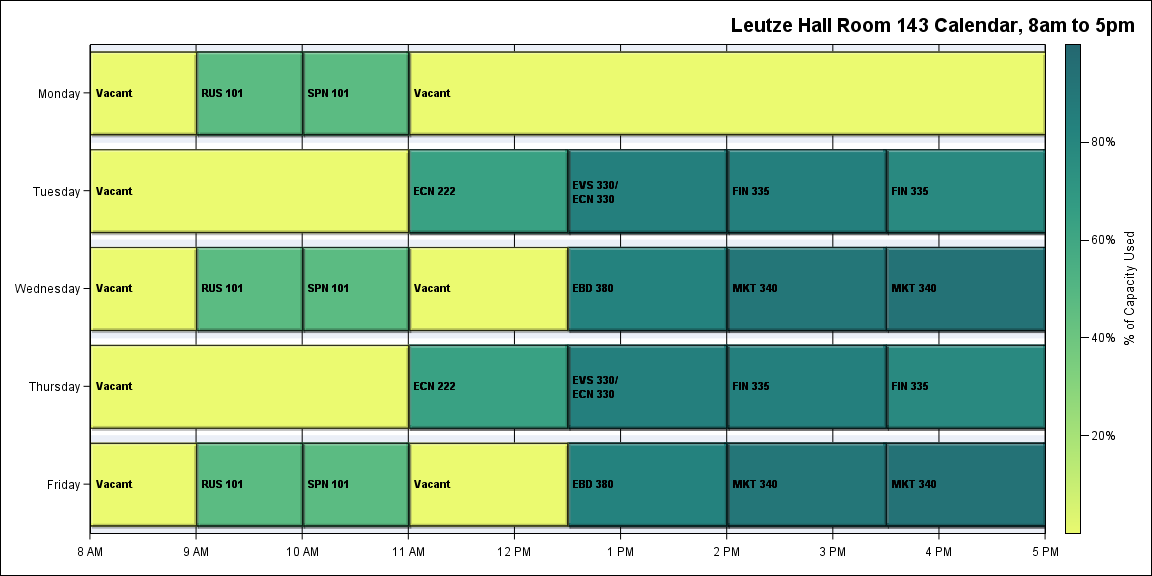 Leutze Hall Room 143 Calendar, 8am to 5pm
Monday
Vacant
RUS 101
SPN 101
Vacant
Tuesday
Vacant
ECN 222
EVS 330/
ECN 330
FIN 335
FIN 335
Wednesday
Vacant
RUS 101
SPN 101
Vacant
EBD 380
MKT 340
MKT 340
Thursday
Vacant
ECN 222
EVS 330/
ECN 330
FIN 335
FIN 335
Friday
Vacant
RUS 101
SPN 101
Vacant
EBD 380
MKT 340
MKT 340
8 AM
9 AM
10 AM
11 AM
12 PM
1 PM
2 PM
3 PM
4 PM
5 PM
80%
60%
40%
20%
% of Capacity Used